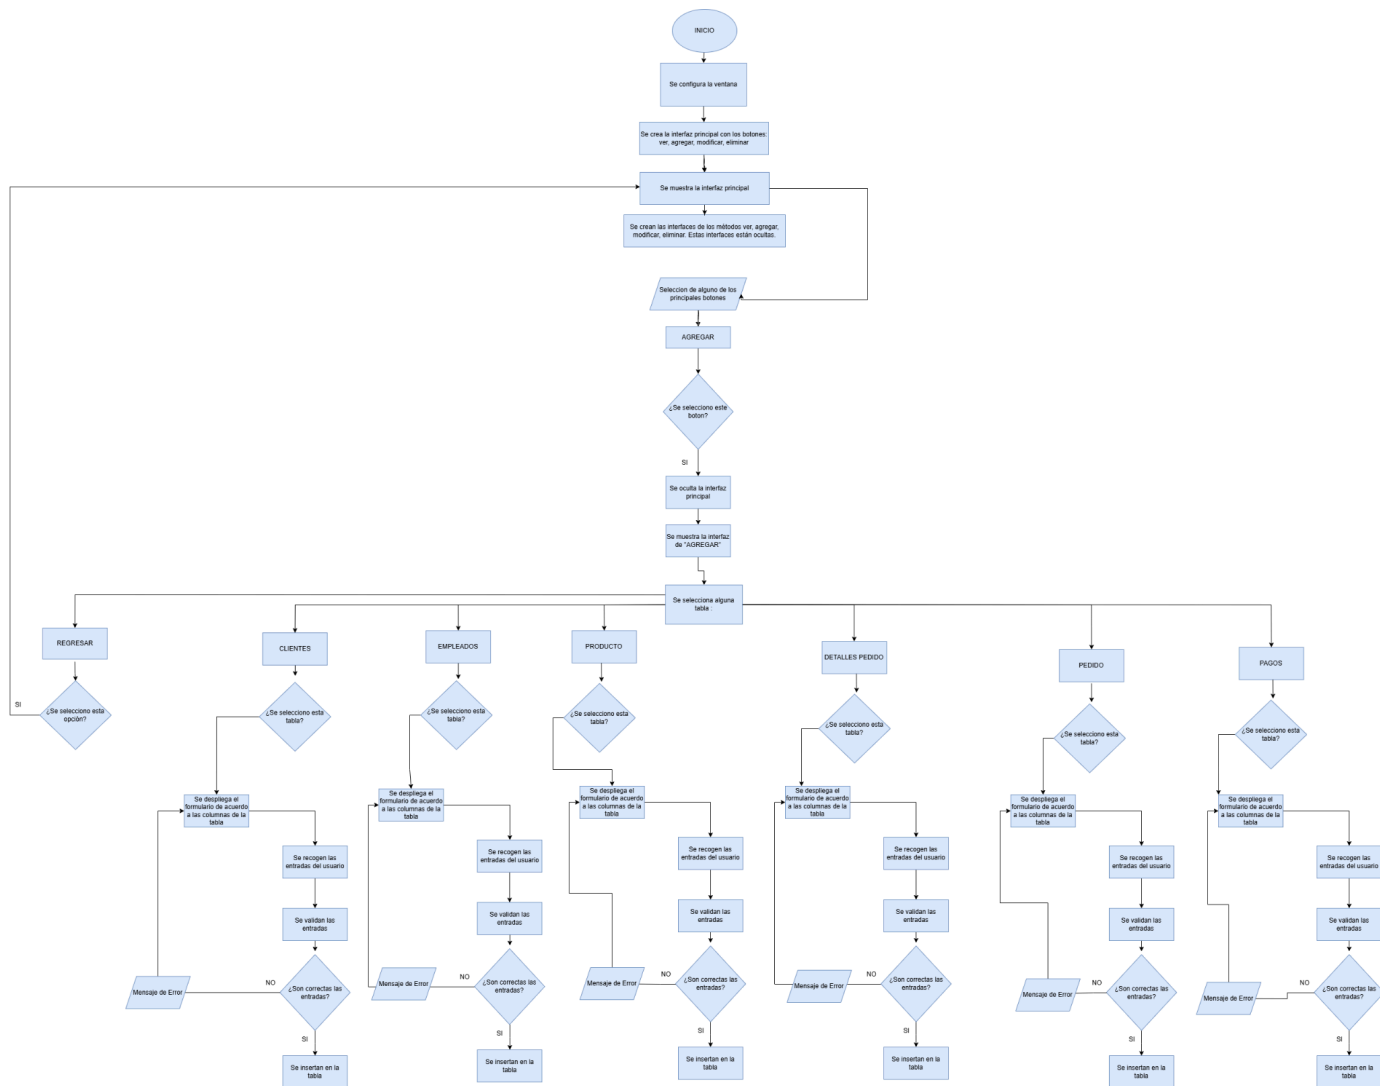 INICIO
Se configura la ventana
Se crea la interfaz principal con los botones:
ver, agregar, modificar, eliminar
Se muestra la interfaz principal
Se crean las interfaces de los métodos ver, agregar,
modificar, eliminar. Estas interfaces están ocultas.
Seleccion de alguno de los
principales botones
AGREGAR
¿Se selecciono este
boton?
SI
Se oculta la interfaz
principal
Se muestra la interfaz
de "AGREGAR"
Se selecciona alguna
tabla :
REGRESAR
¿Se selecciono esta
opción?
SI
CLIENTES
¿Se selecciono esta
tabla?
Se despliega el
formulario de acuerdo
a las columnas de la
tabla
Se recogen las
entradas del usuario
Se validan las
entradas
¿Son correctas las
entradas?
NO
Mensaje de Error
SI
Se insertan en la
tabla
EMPLEADOS
¿Se selecciono esta
tabla?
Se despliega el
formulario de acuerdo
a las columnas de la
tabla
Se recogen las
entradas del usuario
Se validan las
entradas
¿Son correctas las
entradas?
NO
Mensaje de Error
SI
Se insertan en la
tabla
PRODUCTO
¿Se selecciono esta
tabla?
Se despliega el
formulario de acuerdo
a las columnas de la
tabla
Se recogen las
entradas del usuario
Se validan las
entradas
¿Son correctas las
entradas?
NO
Mensaje de Error
SI
Se insertan en la
tabla
DETALLES PEDIDO
¿Se selecciono esta
tabla?
Se despliega el
formulario de acuerdo
a las columnas de la
tabla
Se recogen las
entradas del usuario
Se validan las
entradas
¿Son correctas las
entradas?
NO
Mensaje de Error
SI
Se insertan en la
tabla
PEDIDO
¿Se selecciono esta
tabla?
Se despliega el
formulario de acuerdo
a las columnas de la
tabla
Se recogen las
entradas del usuario
Se validan las
entradas
¿Son correctas las
entradas?
NO
Mensaje de Error
SI
Se insertan en la
tabla
PAGOS
¿Se selecciono esta
tabla?
Se despliega el
formulario de acuerdo
a las columnas de la
tabla
Se recogen las
entradas del usuario
Se validan las
entradas
¿Son correctas las
entradas?
NO
Mensaje de Error
SI
Se insertan en la
tabla